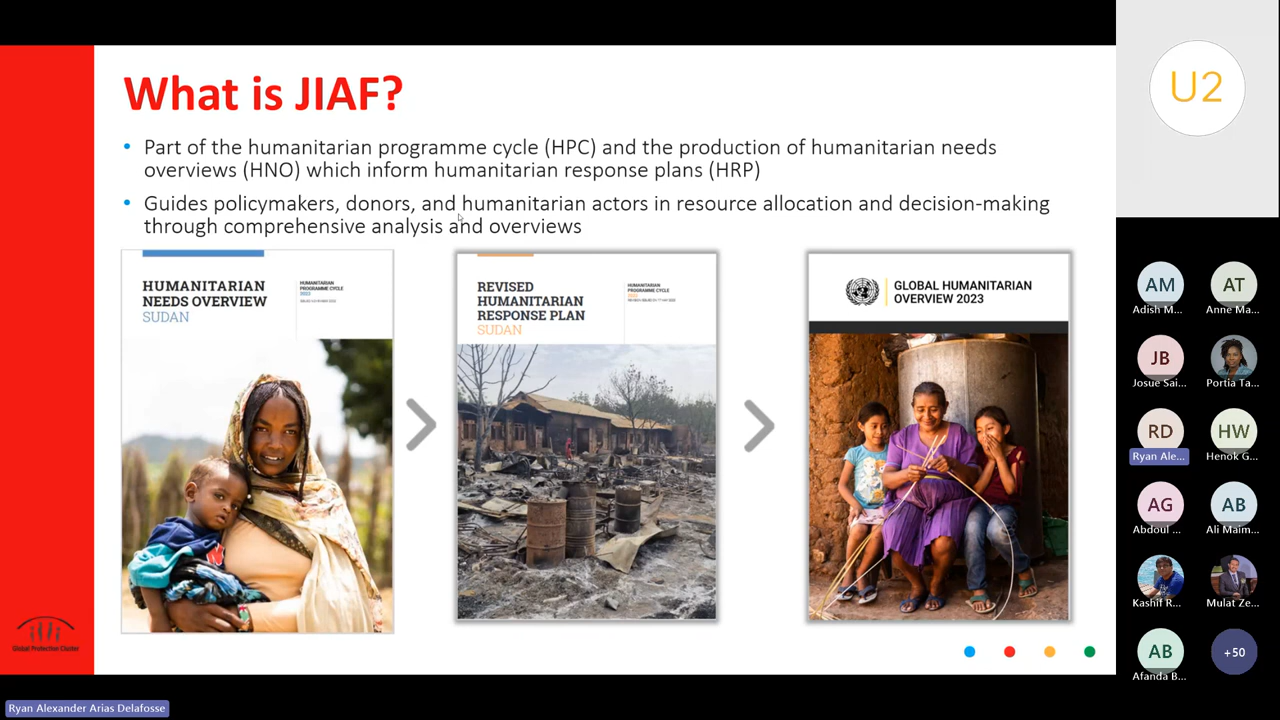 What is JIAF?
• Part of the humanitarian programme cycle (HPC) and the production of humanitarian needs
overviews (HNO) which inform humanitarian response plans (HRP)
• Guides policymakers, donors, and humanitarian actors in resource allocation and decision-making
through comprehensive analysis and overviews
HUMANITARIAN
NEEDS OVERVIEW
SUDAN
HUMANITARIAN
PROGRAMME CYCLE
2023
REVISED
HUMANITARIAN
RESPONSE PLAN
SUDAN
HUMANITARIAN
PROGRAMME CYCLE
2023
GLOBAL HUMANITARIAN
OVERVIEW 2023
Global Protection Cluster
U2
AM
Adish M...
AT
Anne Ma...
JB
Josue Sai...
Portia Ta...
RD
Ryan Ale...
HW
Henok G...
AG
Abdoul ...
AB
Ali Maim...
Kashif R...
Mulat Ze...
AB
Afanda B...
+50
Ryan Alexander Arias Delafosse